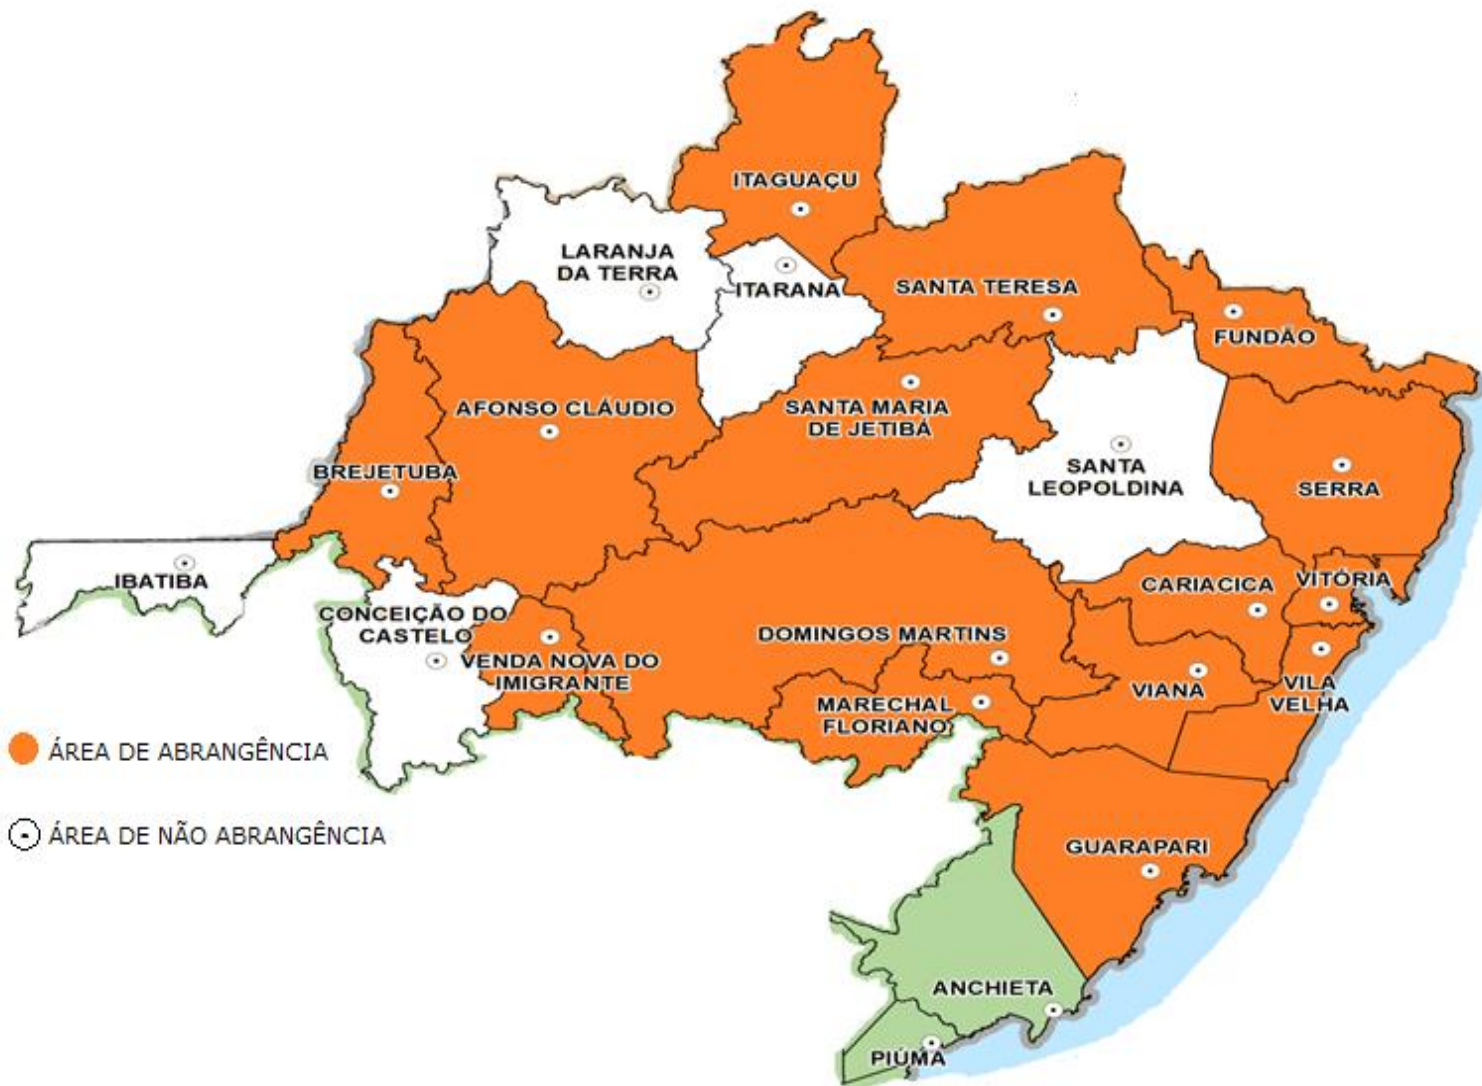 ITAGUAÇU
LARANJA
DA TERRA
ITARANA
SANTA TERESA
FUNDÃO
AFONSO CLÁUDIO
SANTA MARIA
DE JETIBÁ
BREJETUBA
SANTA
LEOPOLDINA
SERRA
IBATIBA
CARIACICA
VITÓRIA
CONCEIÇÃO DO
CASTELO
DOMINGOS MARTINS
VENDA NOVA DO
IMIGRANTE
VIANA
VILA
VELHA
MARECHAL
FLORIANO
ÁREA DE ABRANGÊNCIA
ÁREA DE NÃO ABRANGÊNCIA
GUARAPARI
ANCHIETA
PIÚMA